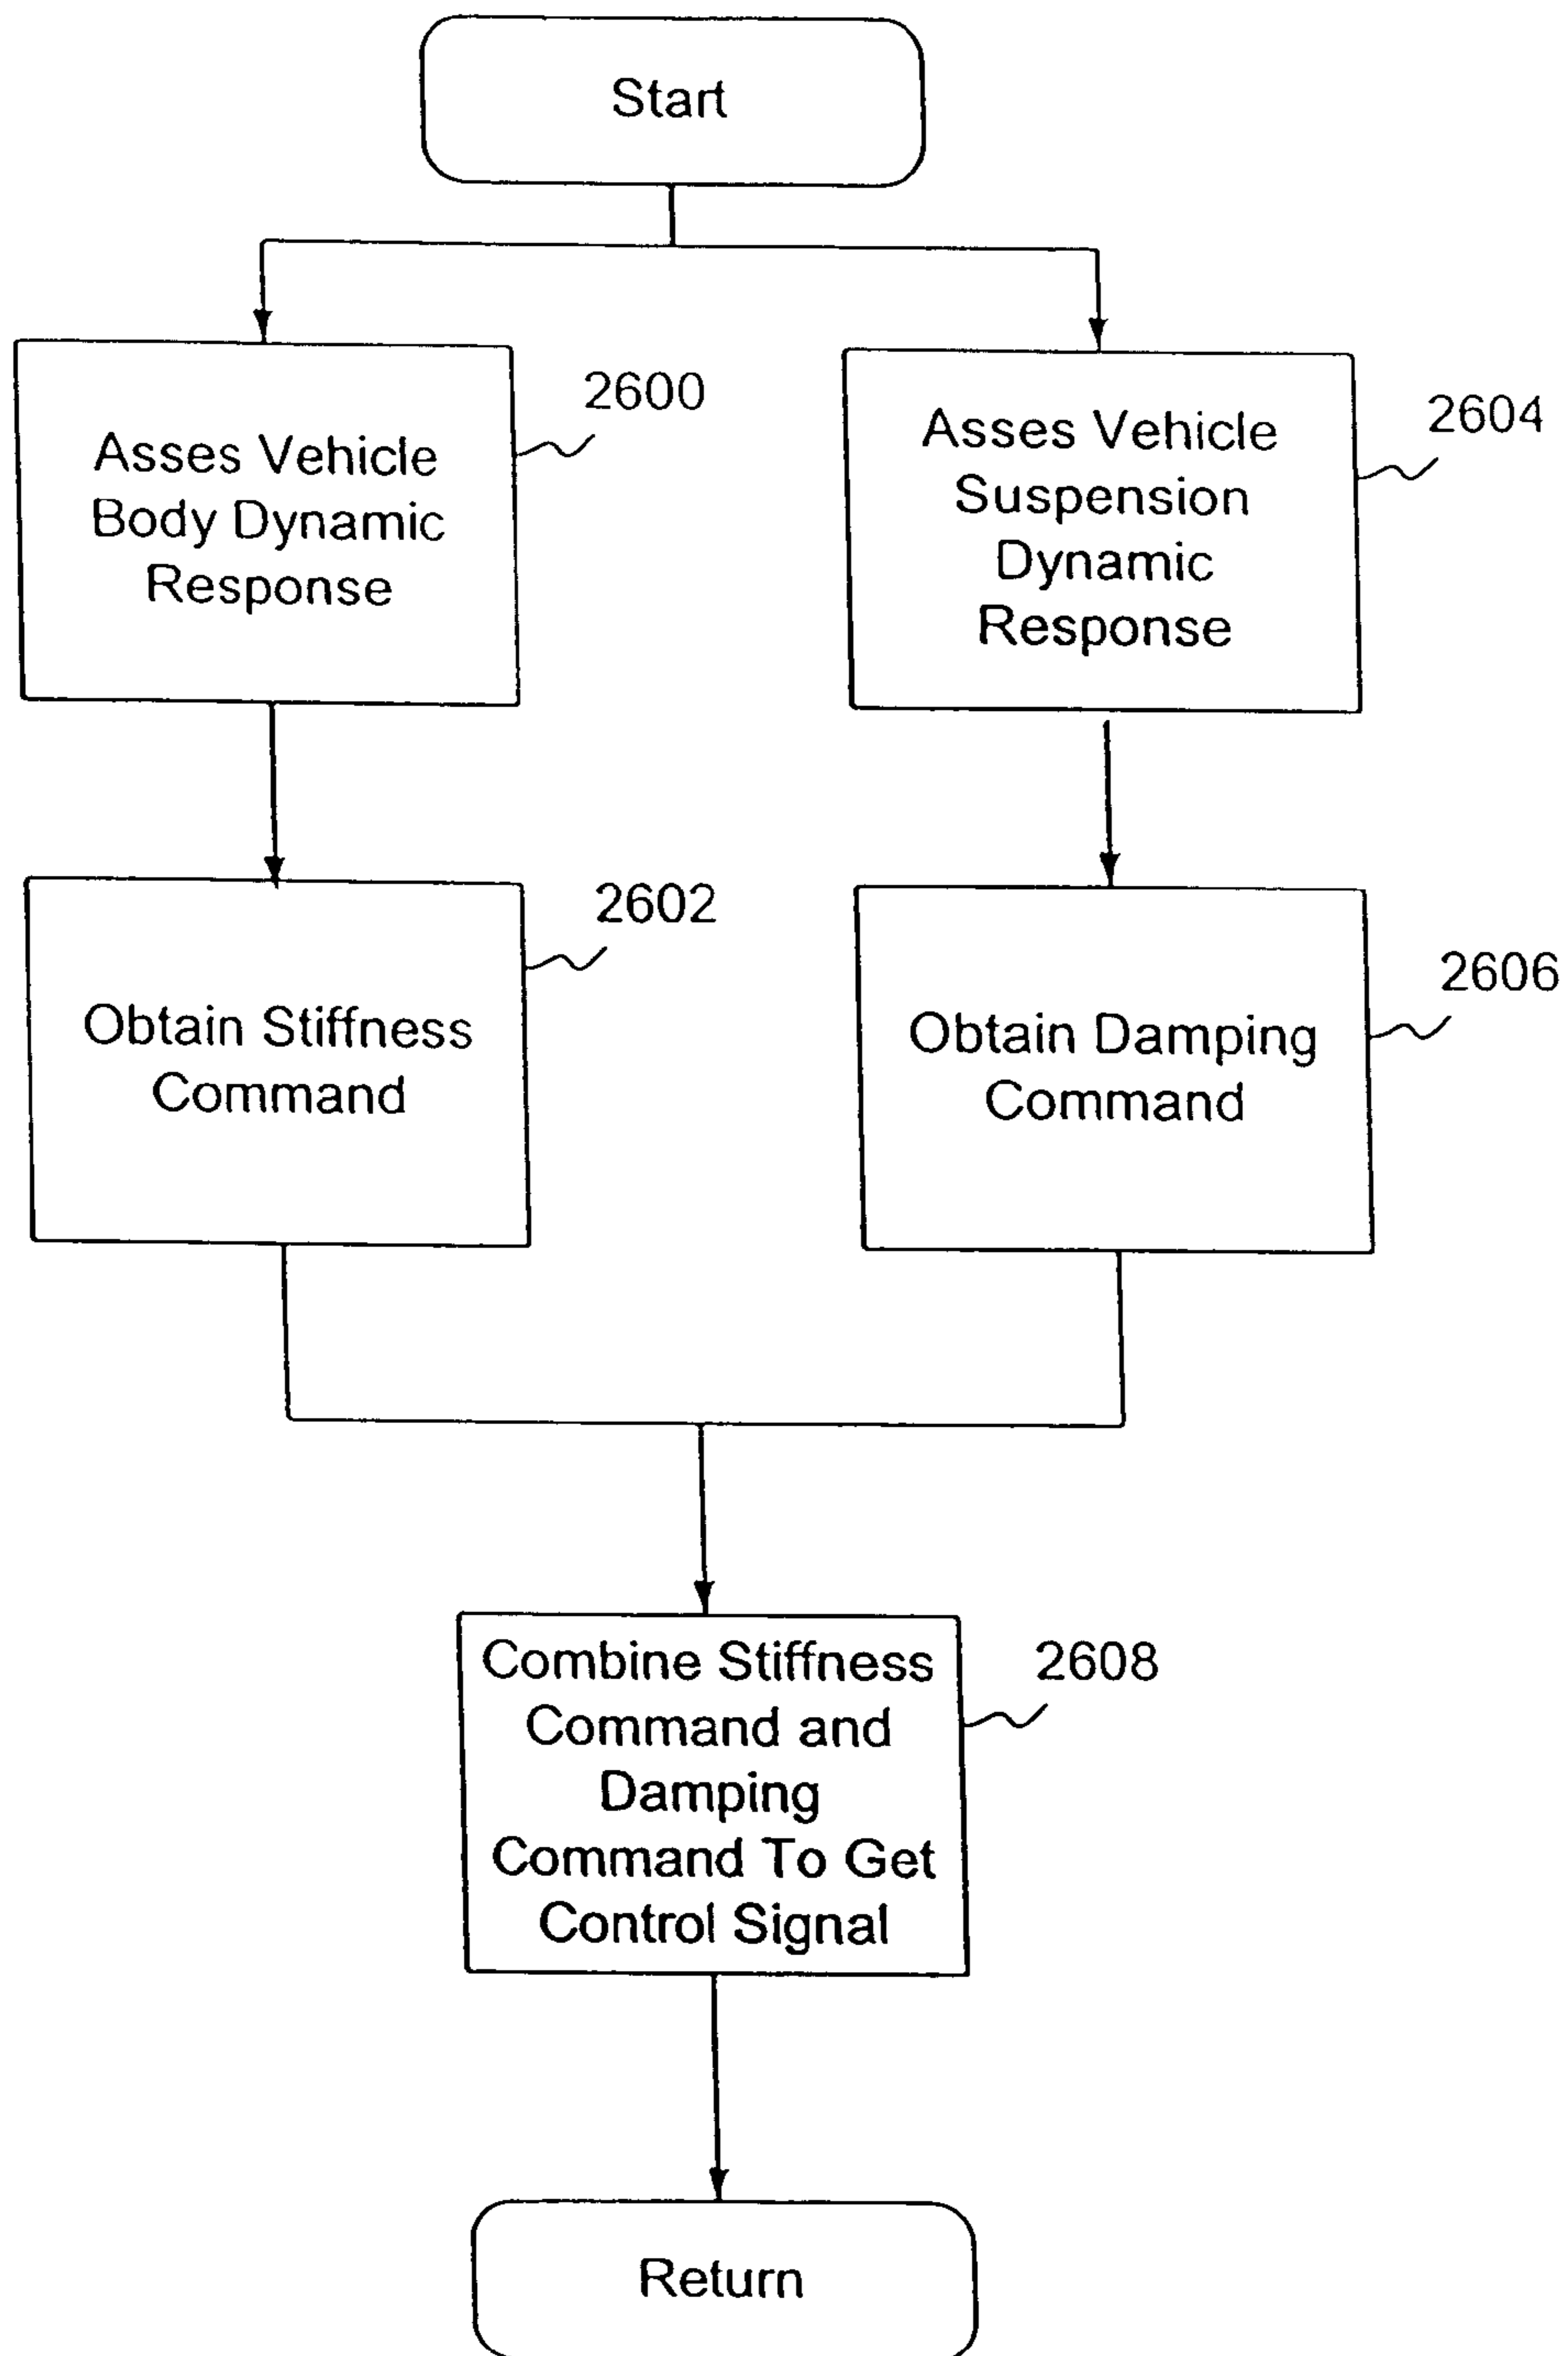 Start
2600
Asses Vehicle
Body Dynamic
Response
2604
Asses Vehicle
Suspension
Dynamic
Response
2602
Obtain Stiffness
Command
2606
Obtain Damping
Command
2608
Combine Stiffness
Command and
Damping
Command To Get
Control Signal
Return